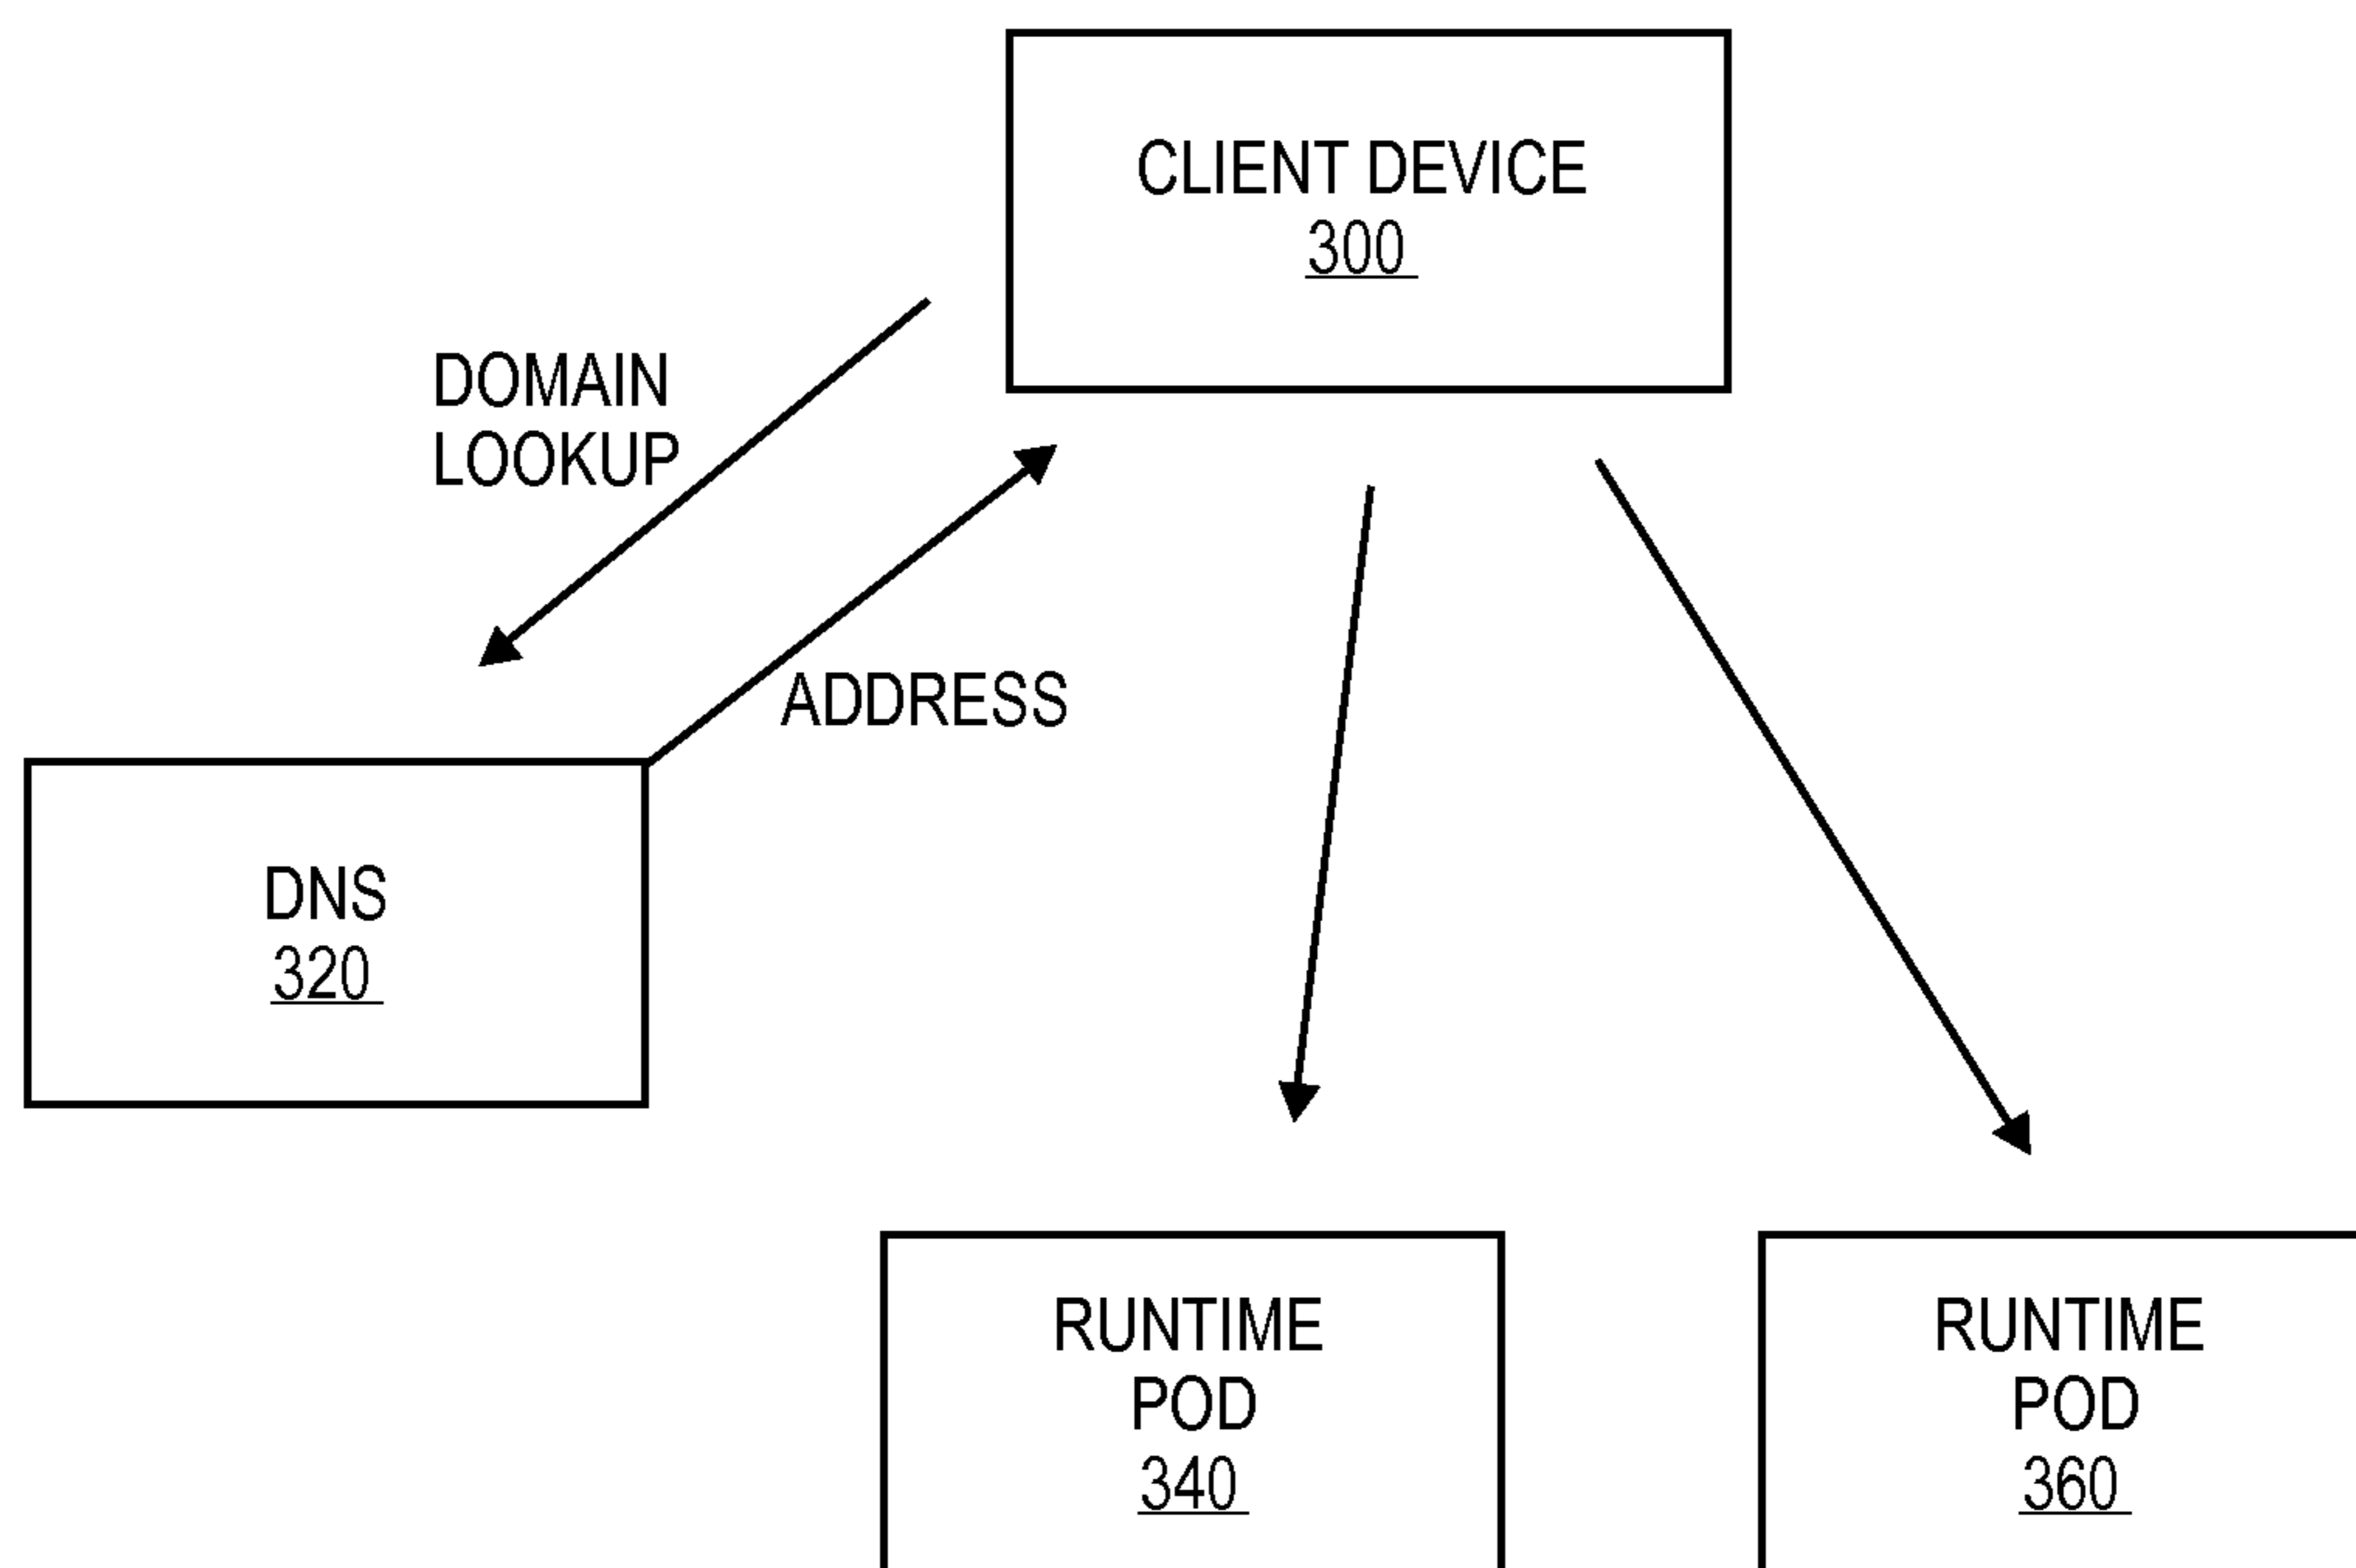 CLIENT DEVICE
300
DOMAIN
LOOKUP
ADDRESS
DNS
320
RUNTIME
POD
340
RUNTIME
POD
360